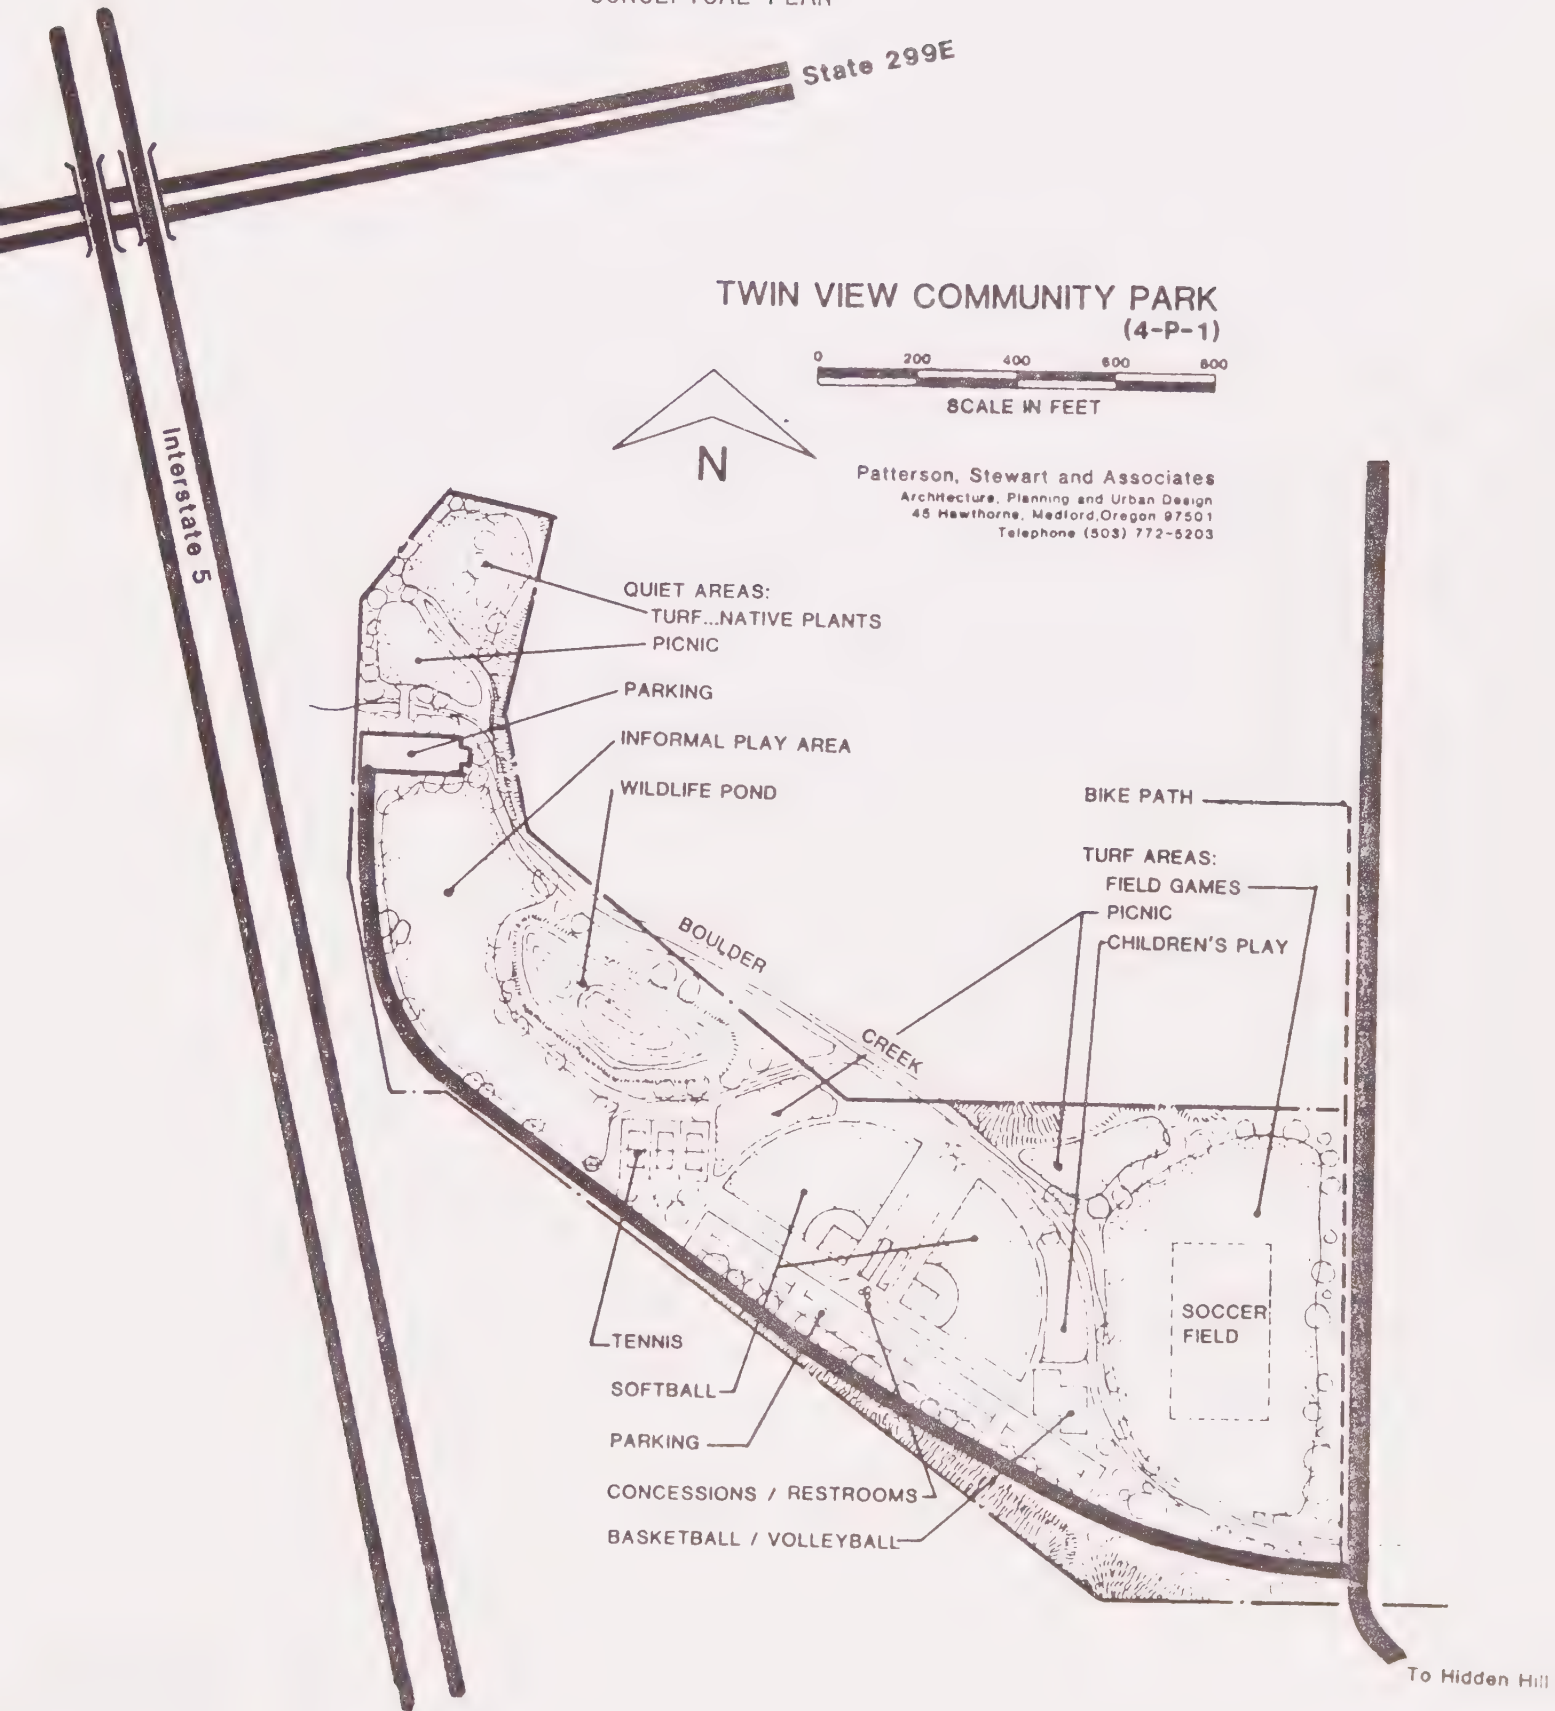 CONCEPTUAL PLAN
State 299E
TWIN VIEW COMMUNITY PARK
(4-P-1)
0 200 400 600 800
SCALE IN FEET
N
Interstate 5
Patterson, Stewart and Associates
Architecture, Planning and Urban Design
45 Hawthorne, Medford, Oregon 97501
Telephone (503) 772-5203
QUIET AREAS:
TURF...NATIVE PLANTS
PICNIC
PARKING
INFORMAL PLAY AREA
WILDLIFE POND
BIKE PATH
TURF AREAS:
FIELD GAMES
PICNIC
CHILDREN'S PLAY
BOULDER
CREEK
SOCCER
FIELD
TENNIS
SOFTBALL
PARKING
CONCESSIONS / RESTROOMS
BASKETBALL / VOLLEYBALL
To Hidden Hill